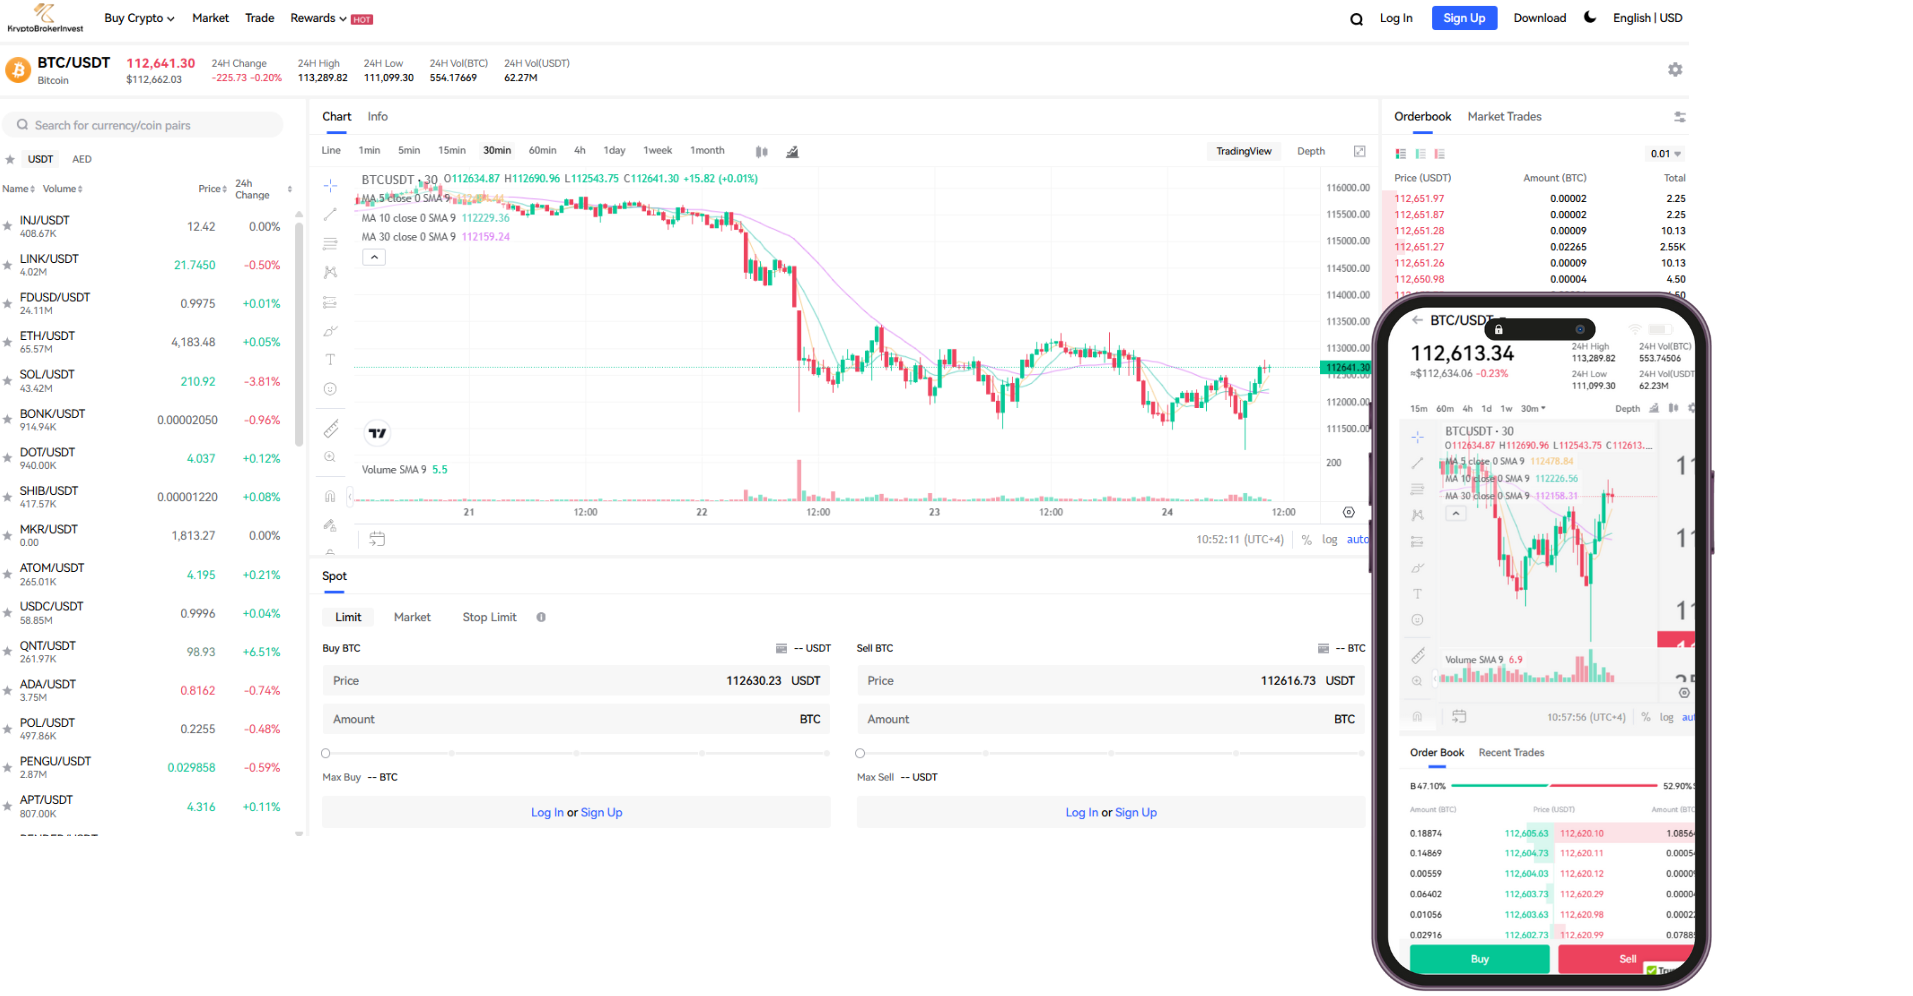 KryptoBrokerInvest
Buy Crypto Market Trade Rewards HOT
Log In Sign Up Download English | USD
BTC/USDT
Bitcoin
112,641.30
$112,662.03
24H Change
-225.73 -0.20%
24H High
113,289.82
24H Low
111,099.30
24H Vol(BTC)
554.17669
24H Vol(USDT)
62.27M
Search for currency/coin pairs
USDT AED
Name Volume Price 24h Change
INJ/USDT 12.42 0.00%
408.67K
LINK/USDT 21.7450 -0.50%
4.02M
FDUSD/USDT 0.9975 +0.01%
24.11M
ETH/USDT 4,183.48 +0.05%
65.57M
SOL/USDT 210.92 -3.81%
43.42M
BONK/USDT 0.00002050 -0.96%
914.94K
DOT/USDT 4.037 +0.12%
940.00K
SHIB/USDT 0.00001220 +0.08%
417.57K
MKR/USDT 1,813.27 0.00%
0.00
ATOM/USDT 4.195 +0.21%
265.01K
USDC/USDT 0.9996 +0.04%
58.85M
QNT/USDT 98.93 +6.51%
261.97K
ADA/USDT 0.8162 -0.74%
3.75M
POL/USDT 0.2255 -0.48%
497.86K
PENGU/USDT 0.029858 -0.59%
2.87M
APT/USDT 4.316 +0.11%
807.00K
Chart Info
Line 1min 5min 15min 30min 60min 4h 1day 1week 1month
TradingView Depth
BTCUSDT · 30 O112634.87 H112690.96 L112543.75 C112641.30 +15.82 (+0.01%)
MA 5 close 0 SMA 9
MA 10 close 0 SMA 9 112229.36
MA 30 close 0 SMA 9 112159.24
116000.00
115500.00
115000.00
114500.00
114000.00
113500.00
113000.00
112641.30
112500.00
112000.00
111500.00
200
Volume SMA 9 5.5
21 12:00 22 12:00 23 12:00 24 12:00
10:52:11 (UTC+4) % log auto
Spot
Limit Market Stop Limit
Buy BTC -- USDT
Price 112630.23 USDT
Amount BTC
Max Buy -- BTC
Log In or Sign Up
Sell BTC -- BTC
Price 112616.73 USDT
Amount BTC
Max Sell -- USDT
Log In or Sign Up
Orderbook Market Trades
0.01
Price (USDT) Amount (BTC) Total
112,651.97 0.00002 2.25
112,651.87 0.00002 2.25
112,651.28 0.00009 10.13
112,651.27 0.02265 2.55K
112,651.26 0.00009 10.13
112,650.98 0.00004 4.50
BTC/USDT
112,613.34
≈$112,634.06 -0.23%
24H High
113,289.82
24H Low
111,099.30
24H Vol(BTC)
553.74506
24H Vol(USDT
62.23M
15m 60m 4h 1d 1w 30m Depth
BTCUSDT · 30
O112634.87 H112690.96 L112543.75 C112613....
MA 5 close 0 SMA 9 112478.84
MA 10 close 0 SMA 9 112226.56
MA 30 close 0 SMA 9 112158.31
Volume SMA 9 6.9
10:57:56 (UTC+4) % log
Order Book Recent Trades
B 47.10% 52.90%
Amount (BTC) Price (USDT) Amount (BTC
0.18874 112,605.63 112,620.10 1.0856
0.14869 112,604.73 112,620.11 0.0005
0.00559 112,604.03 112,620.12 0.0000
0.06402 112,603.73 112,620.29 0.0000
0.01056 112,603.63 112,620.98 0.0002
0.02916 112,602.73 112,620.99 0.0788
Buy Sell